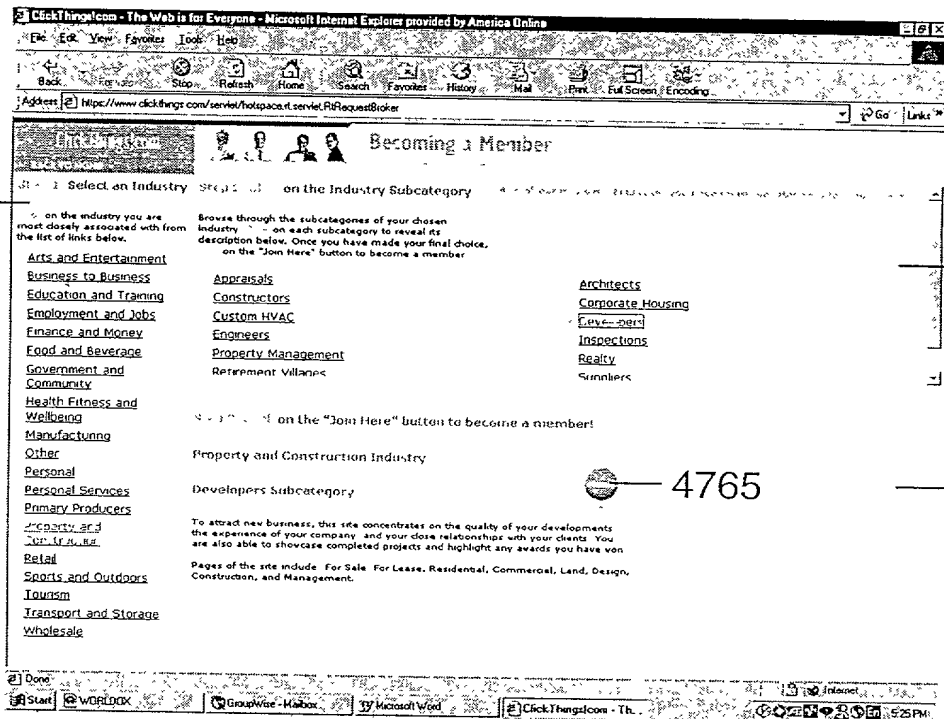 ClickThings!com - The Web is for Everyone - Microsoft Internet Explorer provided by America Online
File Edit View Favorites Tools Help
Back Stop Refresh Home Search Favorites History Mail Print Full Screen Encoding
Address https://www.clickthings.com/servlet/hotspace.rt.servlet.RtRequestBroker Go Links »
Becoming a Member
Select an Industry
on the Industry Subcategory
on the industry you are
most closely associated with from
the list of links below.
Browse through the subcategories of your chosen
industry on each subcategory to reveal its
description below. Once you have made your final choice,
on the "Join Here" button to become a member
Arts and Entertainment
Business to Business
Education and Training
Employment and Jobs
Finance and Money
Food and Beverage
Government and
Community
Health Fitness and
Wellbeing
Manufacturing
Other
Personal
Personal Services
Primary Producers
Property and
Retail
Sports and Outdoors
Tourism
Transport and Storage
Wholesale
Appraisals
Constructors
Custom HVAC
Engineers
Property Management
Retirement Villages
Architects
Corporate Housing
Developers
Inspections
Realty
Suppliers
on the "Join Here" button to become a member!
Property and Construction Industry
Developers Subcategory
4765
To attract new business, this site concentrates on the quality of your developments
the experience of your company and your close relationships with your clients You
are also able to showcase completed projects and highlight any awards you have won
Pages of the site include For Sale For Lease, Residential, Commercial, Land, Design,
Construction, and Management.
Done Internet
Start WORLDOX GroupWise - Mailbox Microsoft Word ClickThings!com - Th... 5:25 PM